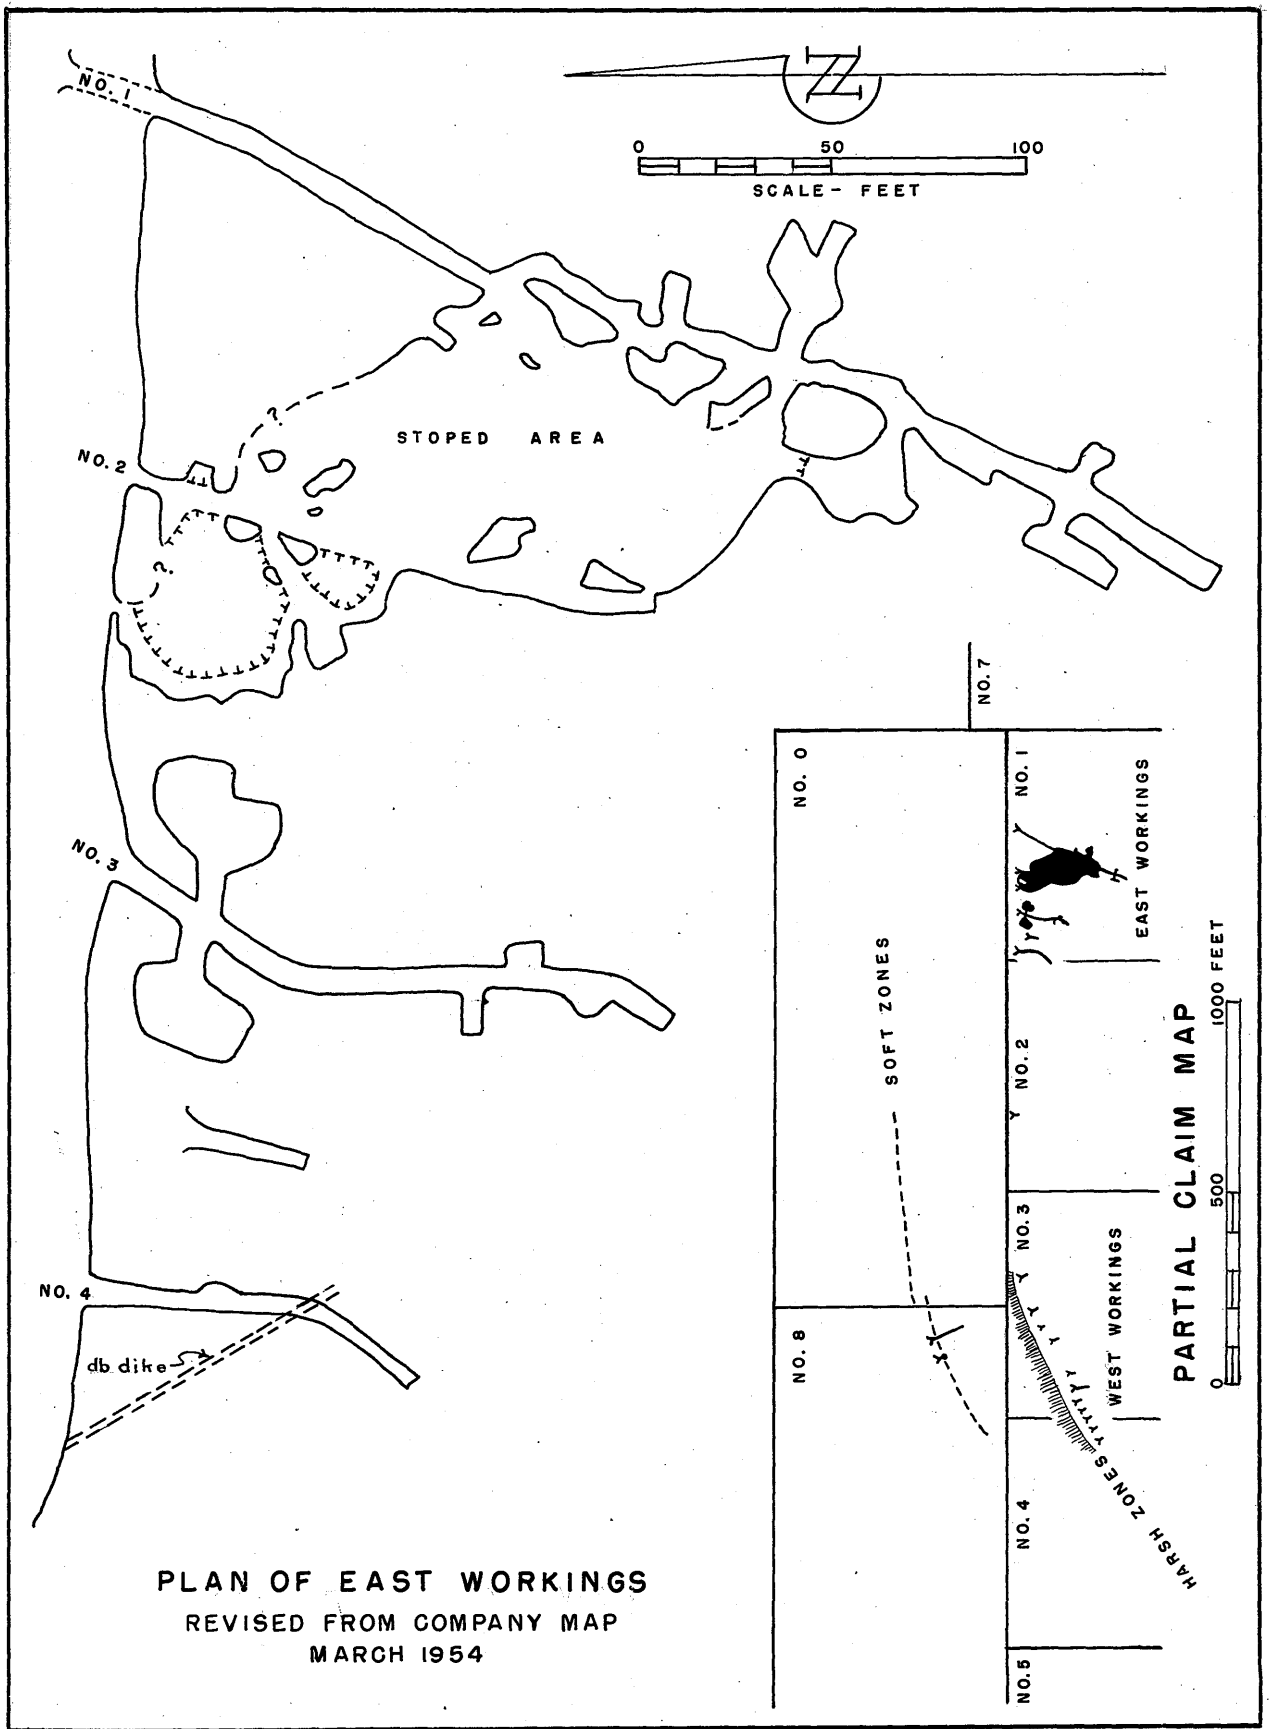 NO. 1
N
0 50 100
SCALE- FEET
?
STOPED AREA
NO. 2
?
NO. 7
NO. 0
NO. 1
EAST WORKINGS
NO. 3
SOFT ZONES
NO. 2
1000 FEET
500
0
PARTIAL CLAIM MAP
NO. 3
WEST WORKINGS
NO. 4
db dike
NO. 8
NO. 4
HARSH ZONES
NO. 5
PLAN OF EAST WORKINGS
REVISED FROM COMPANY MAP
MARCH 1954